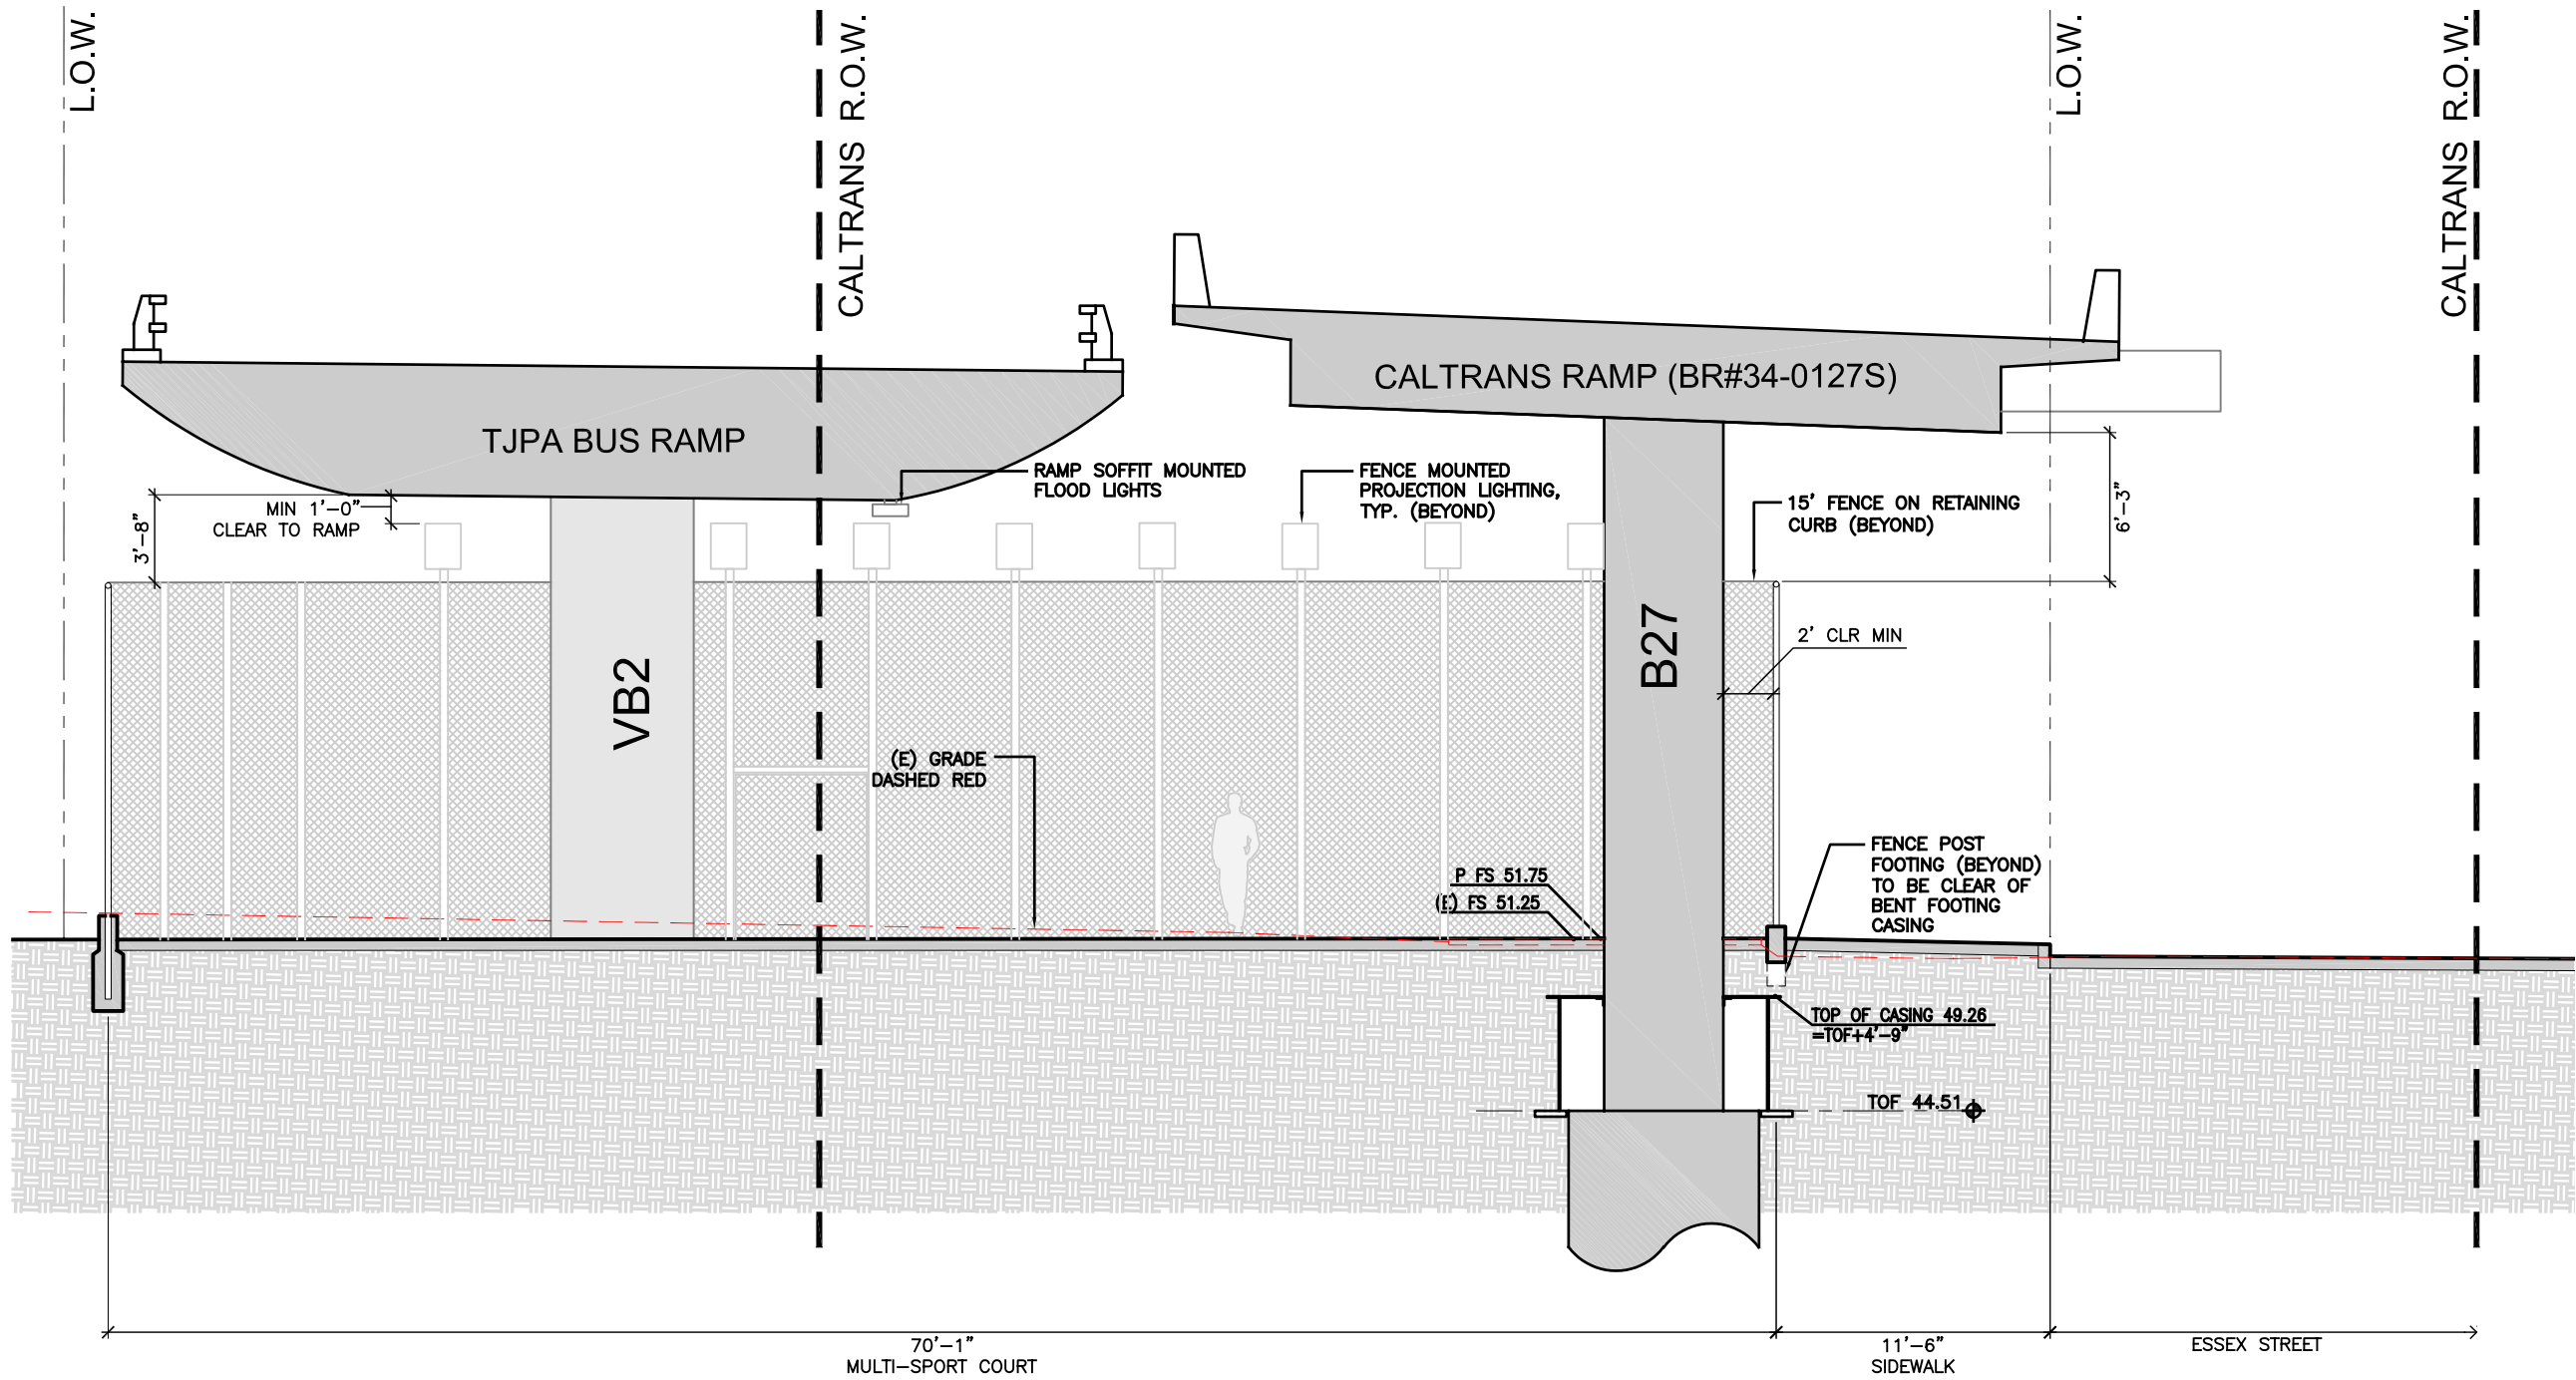 L.O.W.
CALTRANS R.O.W.
L.O.W.
CALTRANS R.O.W.
CALTRANS RAMP (BR#34-0127S)
TJPA BUS RAMP
RAMP SOFFIT MOUNTED
FLOOD LIGHTS
FENCE MOUNTED
PROJECTION LIGHTING,
TYP. (BEYOND)
15' FENCE ON RETAINING
CURB (BEYOND)
6'-3"
MIN 1'-0"
CLEAR TO RAMP
3'-8"
2' CLR MIN
VB2
B27
(E) GRADE
DASHED RED
P FS 51.75
(E) FS 51.25
FENCE POST
FOOTING (BEYOND)
TO BE CLEAR OF
BENT FOOTING
CASING
TOP OF CASING 49.26
=TOF+4'-9"
TOF 44.51
70'-1"
MULTI-SPORT COURT
11'-6"
SIDEWALK
ESSEX STREET